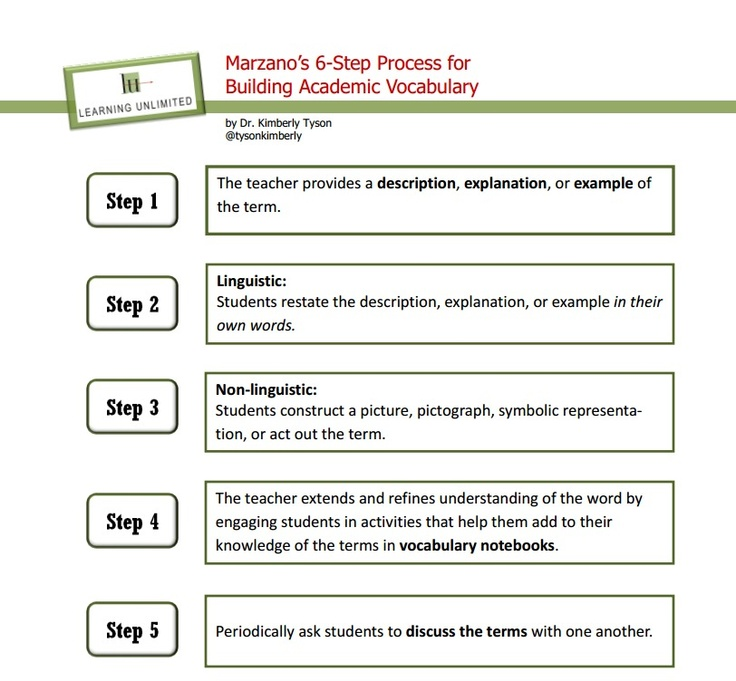 LU
LEARNING UNLIMITED
Marzano’s 6-Step Process for
Building Academic Vocabulary
by Dr. Kimberly Tyson
@tysonkimberly
Step 1
The teacher provides a description, explanation, or example of
the term.
Step 2
Linguistic:
Students restate the description, explanation, or example in their
own words.
Step 3
Non-linguistic:
Students construct a picture, pictograph, symbolic representa-
tion, or act out the term.
Step 4
The teacher extends and refines understanding of the word by
engaging students in activities that help them add to their
knowledge of the terms in vocabulary notebooks.
Step 5
Periodically ask students to discuss the terms with one another.